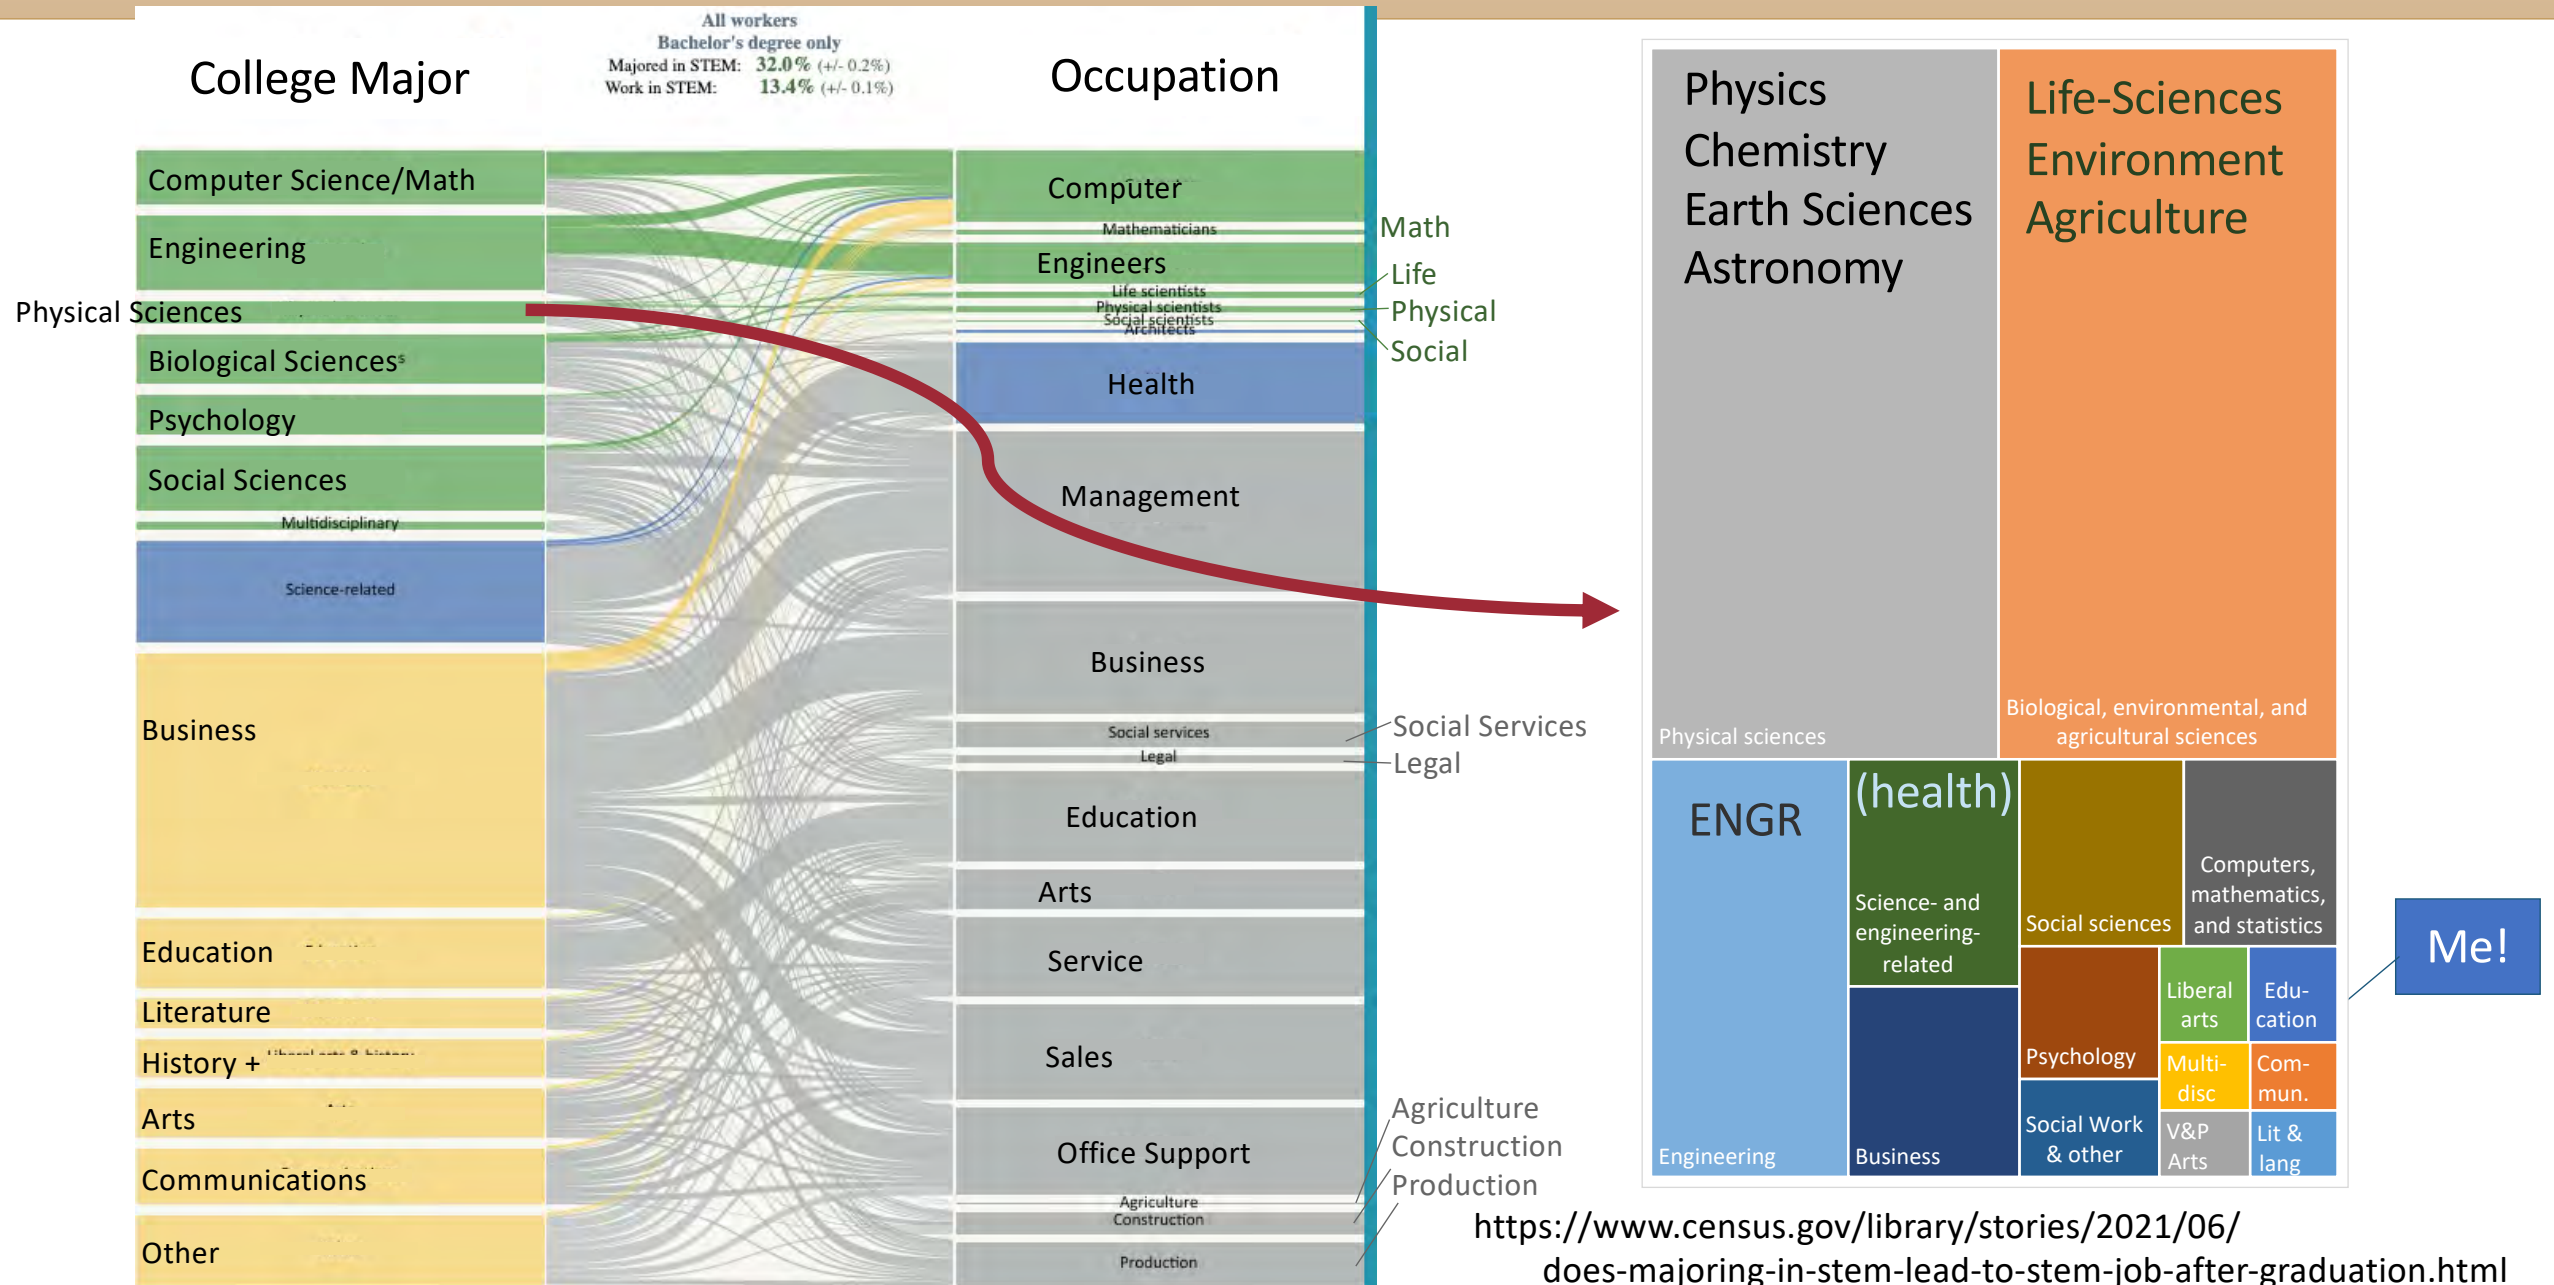 All workers
Bachelor's degree only
Majored in STEM: 32.0% (+/- 0.2%)
Work in STEM: 13.4% (+/- 0.1%)
College Major
Occupation
Computer Science/Math
Engineering
Physical Sciences
Biological Sciencess
Psychology
Social Sciences
Multidisciplinary
Science-related
Business
Education
Literature
History +
Liberal arts & history
Arts
Communications
Other
Computer
Mathematicians
Engineers
Life scientists
Physical scientists
Social scientists
Architects
Health
Management
Business
Social services
Legal
Education
Arts
Service
Sales
Office Support
Agriculture
Construction
Production
Math
Life
Physical
Social
Social Services
Legal
Agriculture
Construction
Production
Physics
Chemistry
Earth Sciences
Astronomy
Physical sciences
Life-Sciences
Environment
Agriculture
Biological, environmental, and
agricultural sciences
ENGR
Engineering
(health)
Science- and
engineering-
related
Business
Social sciences
Computers,
mathematics,
and statistics
Psychology
Social Work
& other
Liberal
arts
Edu-
cation
Multi-
disc
Com-
mun.
V&P
Arts
Lit &
lang
Me!
https://www.census.gov/library/stories/2021/06/
does-majoring-in-stem-lead-to-stem-job-after-graduation.html